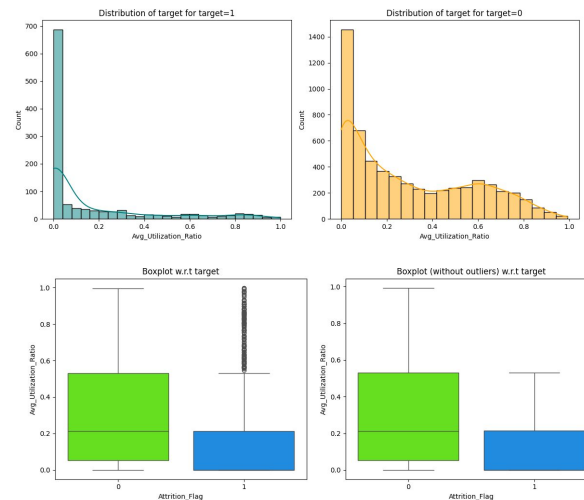 Distribution of target for target=1
Distribution of target for target=0
700
600
500
400
300
200
100
0
Count
0.0 0.2 0.4 0.6 0.8 1.0
Avg_Utilization_Ratio
1400
1200
1000
800
600
400
200
0
Count
0.0 0.2 0.4 0.6 0.8 1.0
Avg_Utilization_Ratio
Boxplot w.r.t target
Boxplot (without outliers) w.r.t target
1.0
0.8
0.6
0.4
0.2
0.0
Avg_Utilization_Ratio
0 1
Attrition_Flag
1.0
0.8
0.6
0.4
0.2
0.0
Avg_Utilization_Ratio
0 1
Attrition_Flag